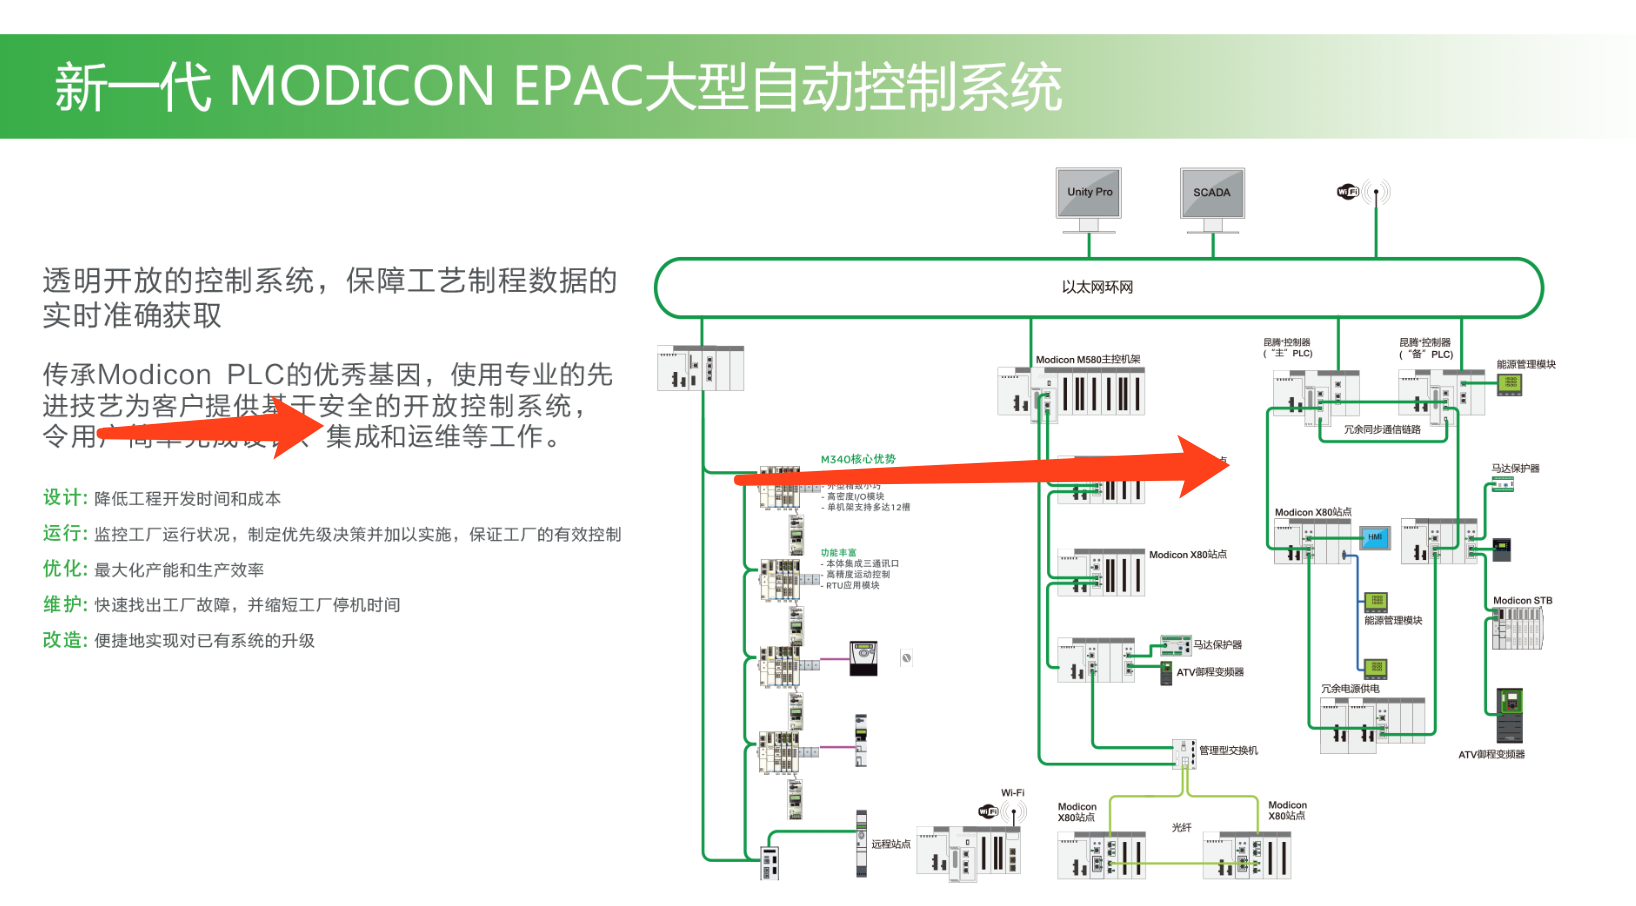 新一代 MODICON EPAC大型自动控制系统
透明开放的控制系统，保障工艺制程数据的
实时准确获取
传承Modicon PLC的优秀基因，使用专业的先
进技艺为客户提供基于安全的开放控制系统，
令用户简单完成设计、集成和运维等工作。
设计: 降低工程开发时间和成本
运行: 监控工厂运行状况，制定优先级决策并加以实施，保证工厂的有效控制
优化: 最大化产能和生产效率
维护: 快速找出工厂故障，并缩短工厂停机时间
改造: 便捷地实现对已有系统的升级
Unity Pro
SCADA
Wi Fi
以太网环网
Modicon M580主控机架
昆腾+控制器
(“主”PLC)
昆腾+控制器
(“备”PLC)
能源管理模块
冗余同步通信链路
M340核心优势
- 外型精致小巧
- 高密度I/O模块
- 单机架支持多达12槽
点
马达保护器
Modicon X80站点
HMI
功能丰富
- 本体集成三通讯口
- 高精度运动控制
- RTU应用模块
Modicon X80站点
Modicon STB
能源管理模块
马达保护器
ATV御程变频器
冗余电源供电
管理型交换机
ATV御程变频器
Wi-Fi
Wi Fi
远程站点
Modicon
X80站点
光纤
Modicon
X80站点